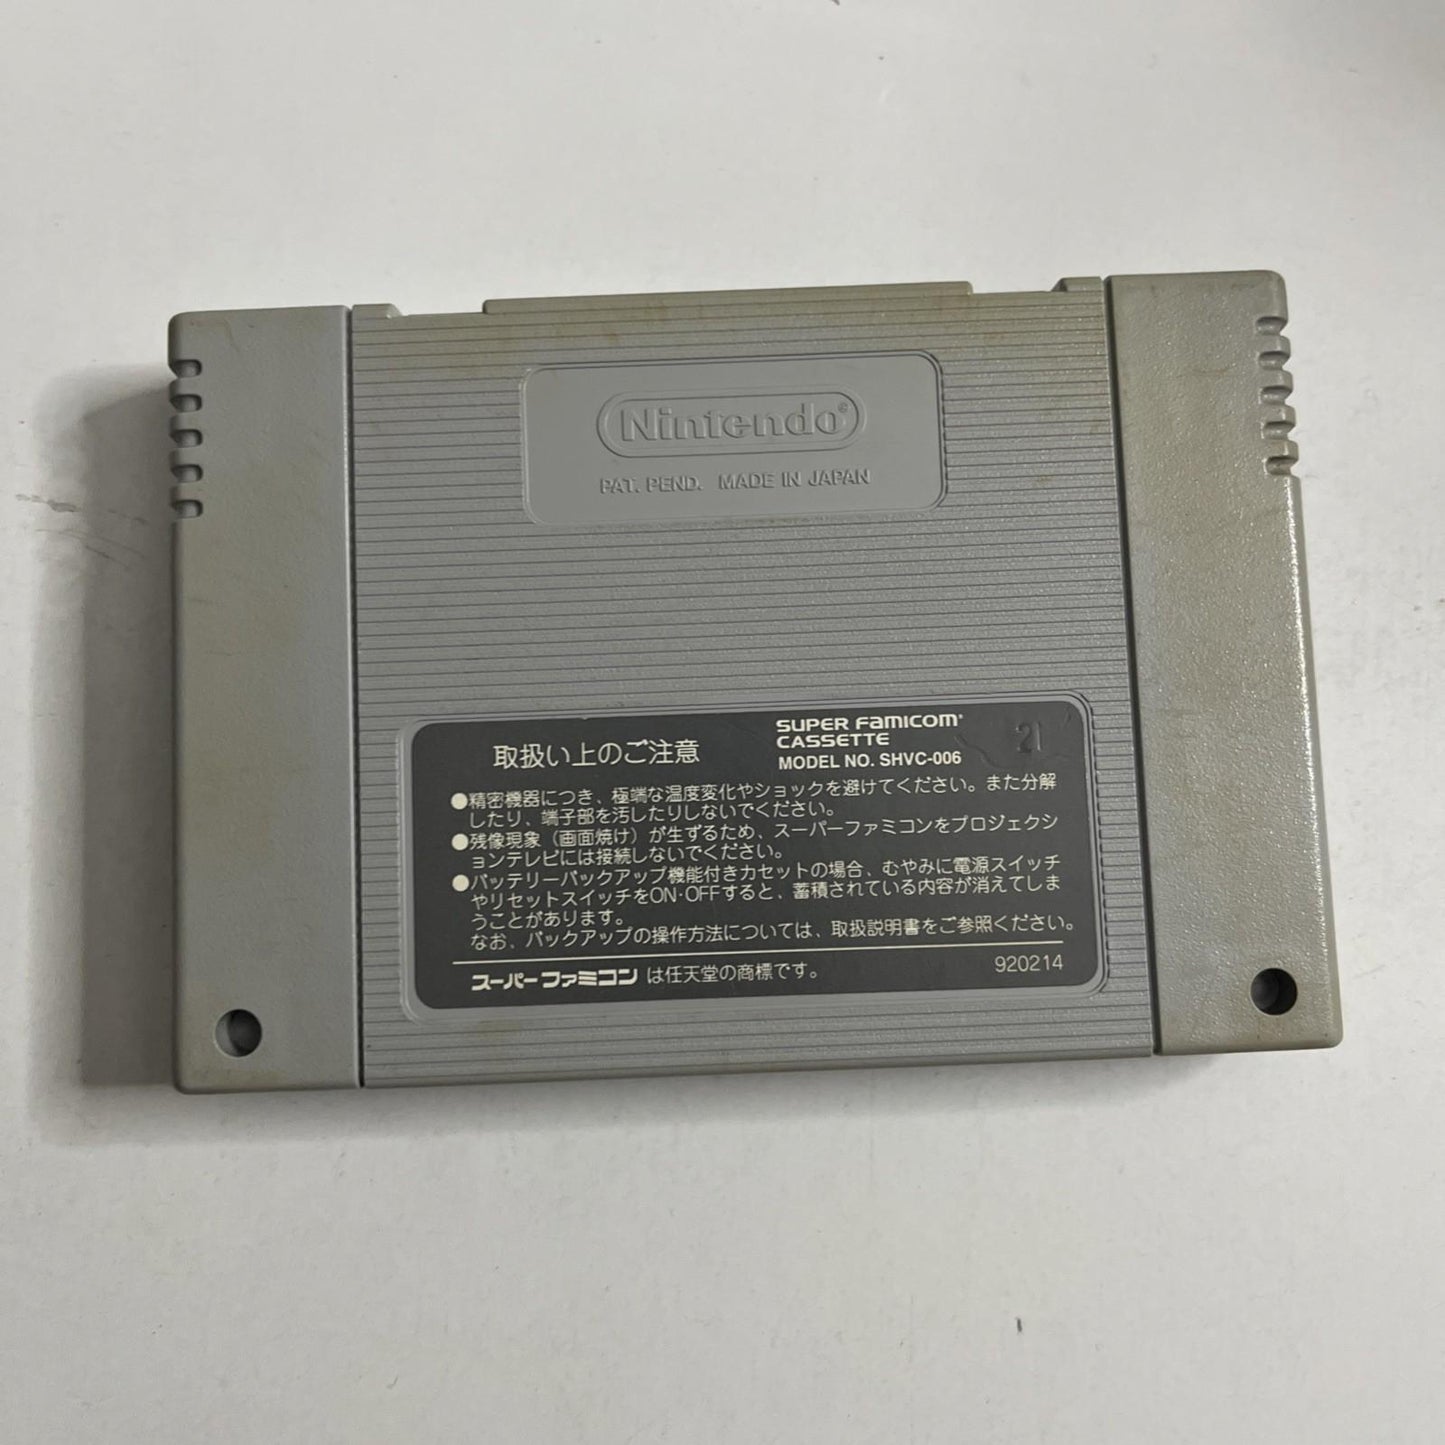 Nintendo©
PAT. PEND. MADE IN JAPAN
取扱い上のご注意
SUPER FAMICOM
CASSETTE
MODEL NO. SHVC-006
21
●精密機器につき、極端な温度変化やショックを避けてください。また分解
したり、端子部を汚したりしないでください。
●残像現象（画面焼け）が生ずるため、スーパーファミコンをプロジェクシ
ョンテレビには接続しないでください。
●バッテリーバックアップ機能付きカセットの場合、むやみに電源スイッチ
やリセットスイッチをON・OFFすると、蓄積されている内容が消えてしま
うことがあります。
なお、バックアップの操作方法については、取扱説明書をご参照ください。
スーパーファミコン は任天堂の商標です。
920214